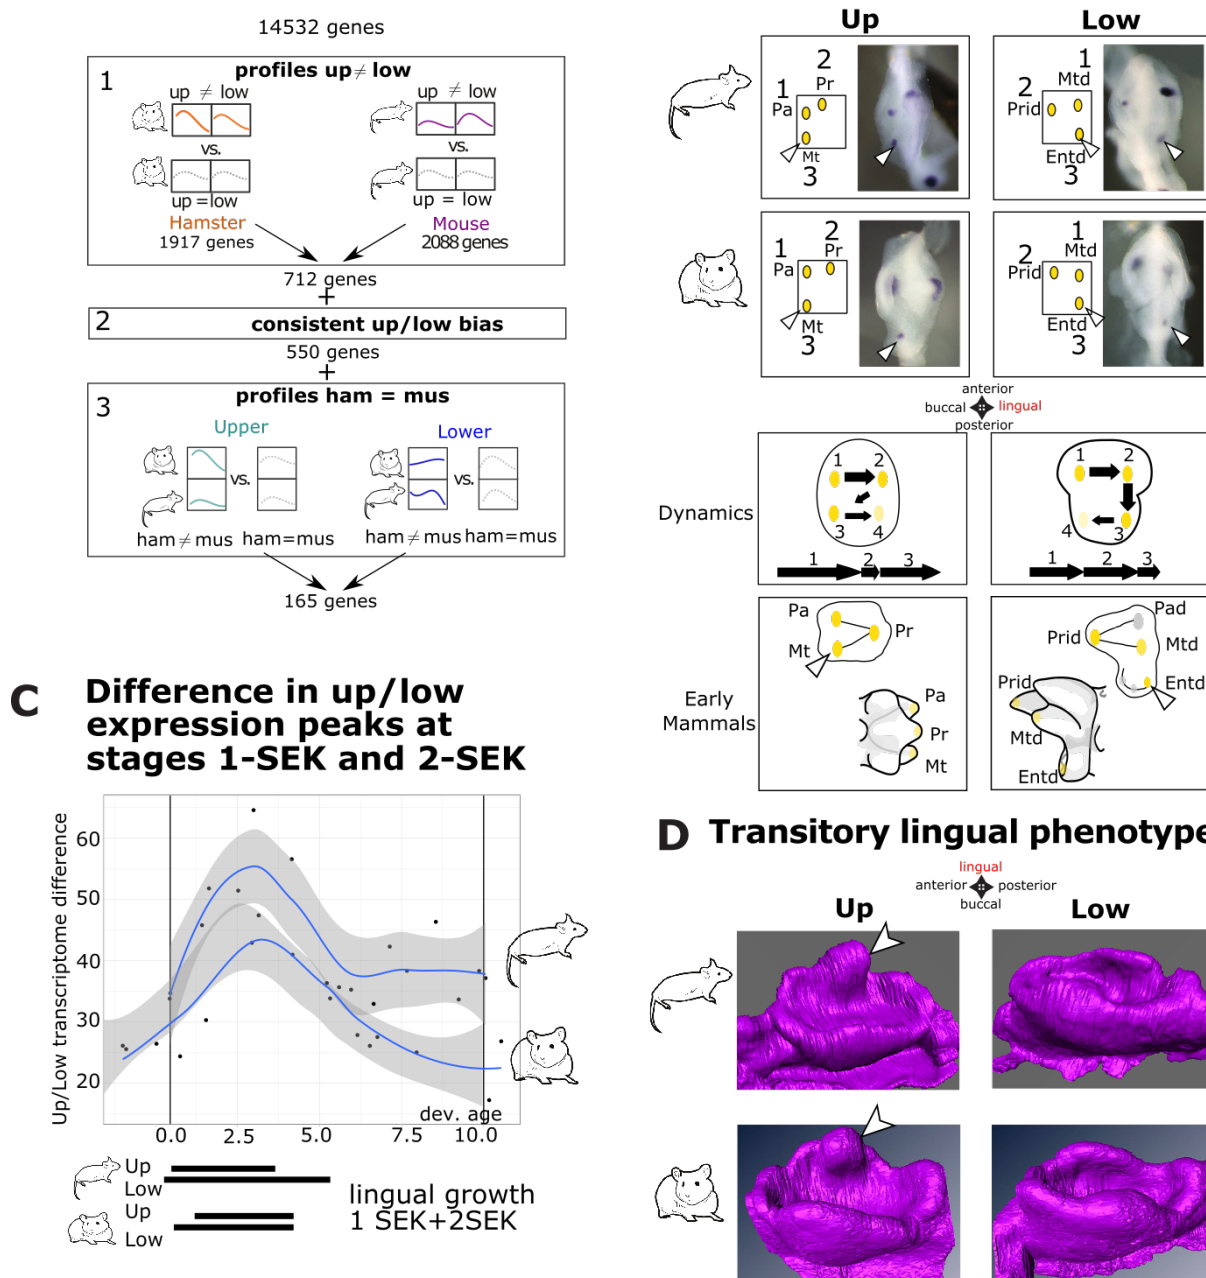 14532 genes
1
profiles up≠ low
up ≠ low
up ≠ low
vs.
vs.
up=low
up = low
Hamster
Mouse
1917 genes
2088 genes
712 genes
+
2
consistent up/low bias
550 genes
+
3
profiles ham = mus
Upper
Lower
vs.
vs.
ham≠mus
ham=mus
ham≠mus
ham=mus
165 genes
Up
Low
2
Pr
1
Pa
Mt
3
1
Mtd
2
Prid
Entd
3
2
Pr
1
Pa
Mt
3
1
Mtd
2
Prid
Entd
3
anterior
buccal
lingual
posterior
Dynamics
1
2
3
4
1
2
3
1
2
4
3
1
2
3
Early
Mammals
Pa
Pr
Mt
Pa
Pr
Mt
Pad
Prid
Mtd
Entd
Prid
Mtd
Entd
C
Difference in up/low
expression peaks at
stages 1-SEK and 2-SEK
Up/Low transcriptome difference
60
50
40
30
20
dev. age
0.0
2.5
5.0
7.5
10.0
Up
Low
Up
Low
lingual growth
1 SEK+2SEK
D
Transitory lingual phenotype
lingual
anterior
posterior
buccal
Up
Low